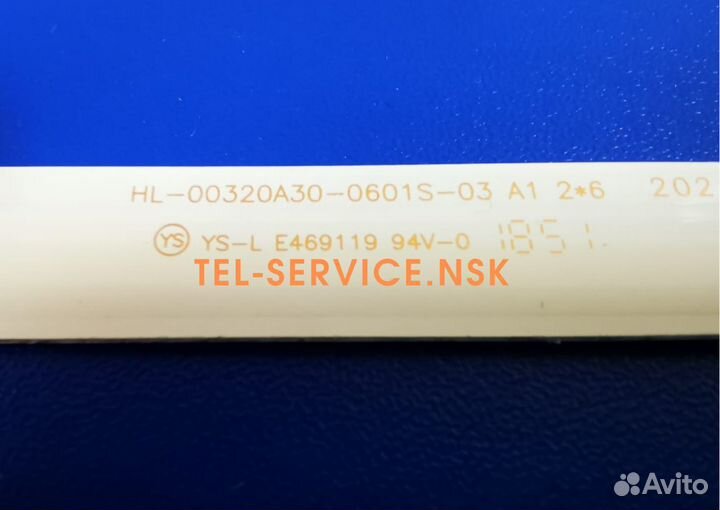 HL-00320A30-0601S-03 A1 2*6 202
YS YS-L E469119 94V-0 1851
TEL-SERVICE.NSK
Avito